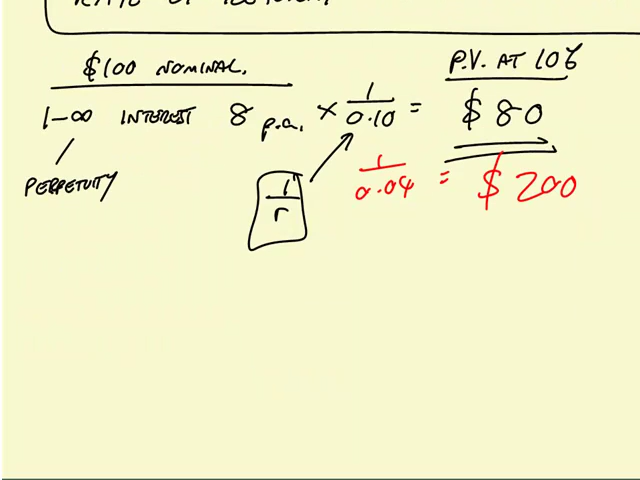 $100 NOMINAL.
P.V. AT 10%
1-∞ INTEREST 8 p.a. × 1/0.10 = $80
PERPETUITY
1/r
1/0.04 = $200